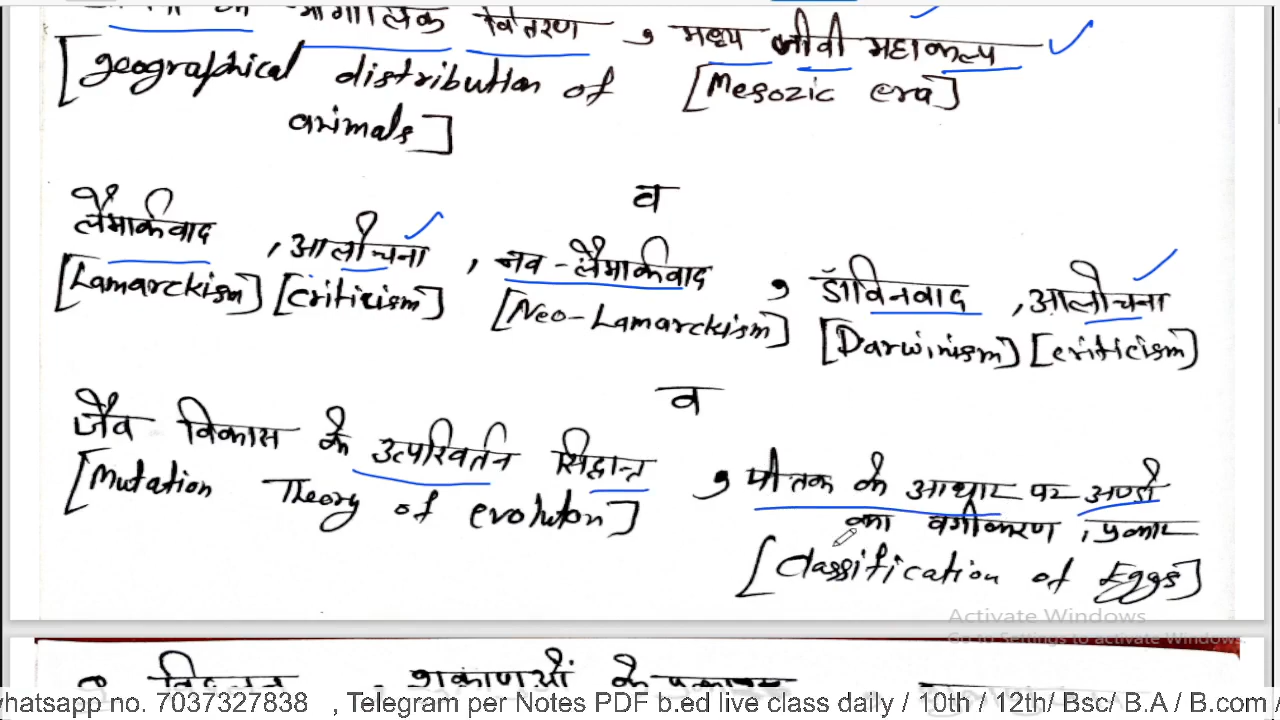 भौगोलिक वितरण , मध्य जीवी महाकल्प
[geographical distribution of [Mesozic era]
animals]
व
लैमार्कवाद , आलोचना , नव-लैमार्कवाद , डॉर्विनवाद , आलोचना
[Lamarckism] [criticism] [Neo-Lamarckism] [Darwinism] [criticism]
व
जैव विकास के उत्परिवर्तन सिद्धान्त , पीतक के आधार पर अण्डो
[Mutation Theory of evoluton] का वर्गीकरण , प्रकार
[Classification of Eggs]
Activate Windows
Go to Settings to activate Windows.
whatsapp no. 7037327838 , Telegram per Notes PDF b.ed live class daily / 10th / 12th/ Bsc/ B.A / B.com /